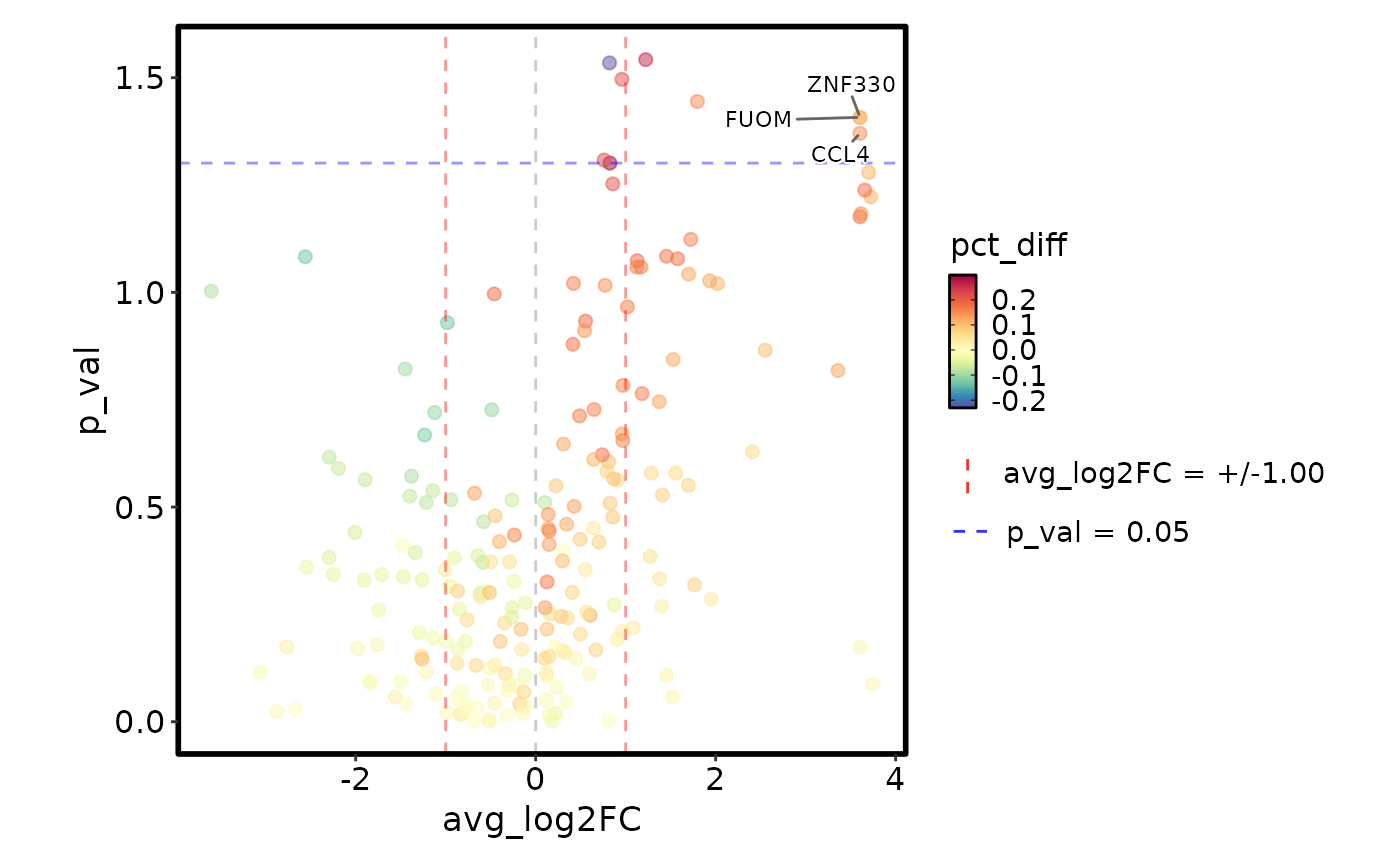 1.5
1.0
0.5
0.0
p_val
ZNF330
FUOM
CCL4
-2
0
2
4
avg_log2FC
pct_diff
0.2
0.1
0.0
-0.1
-0.2
avg_log2FC = +/-1.00
p_val = 0.05